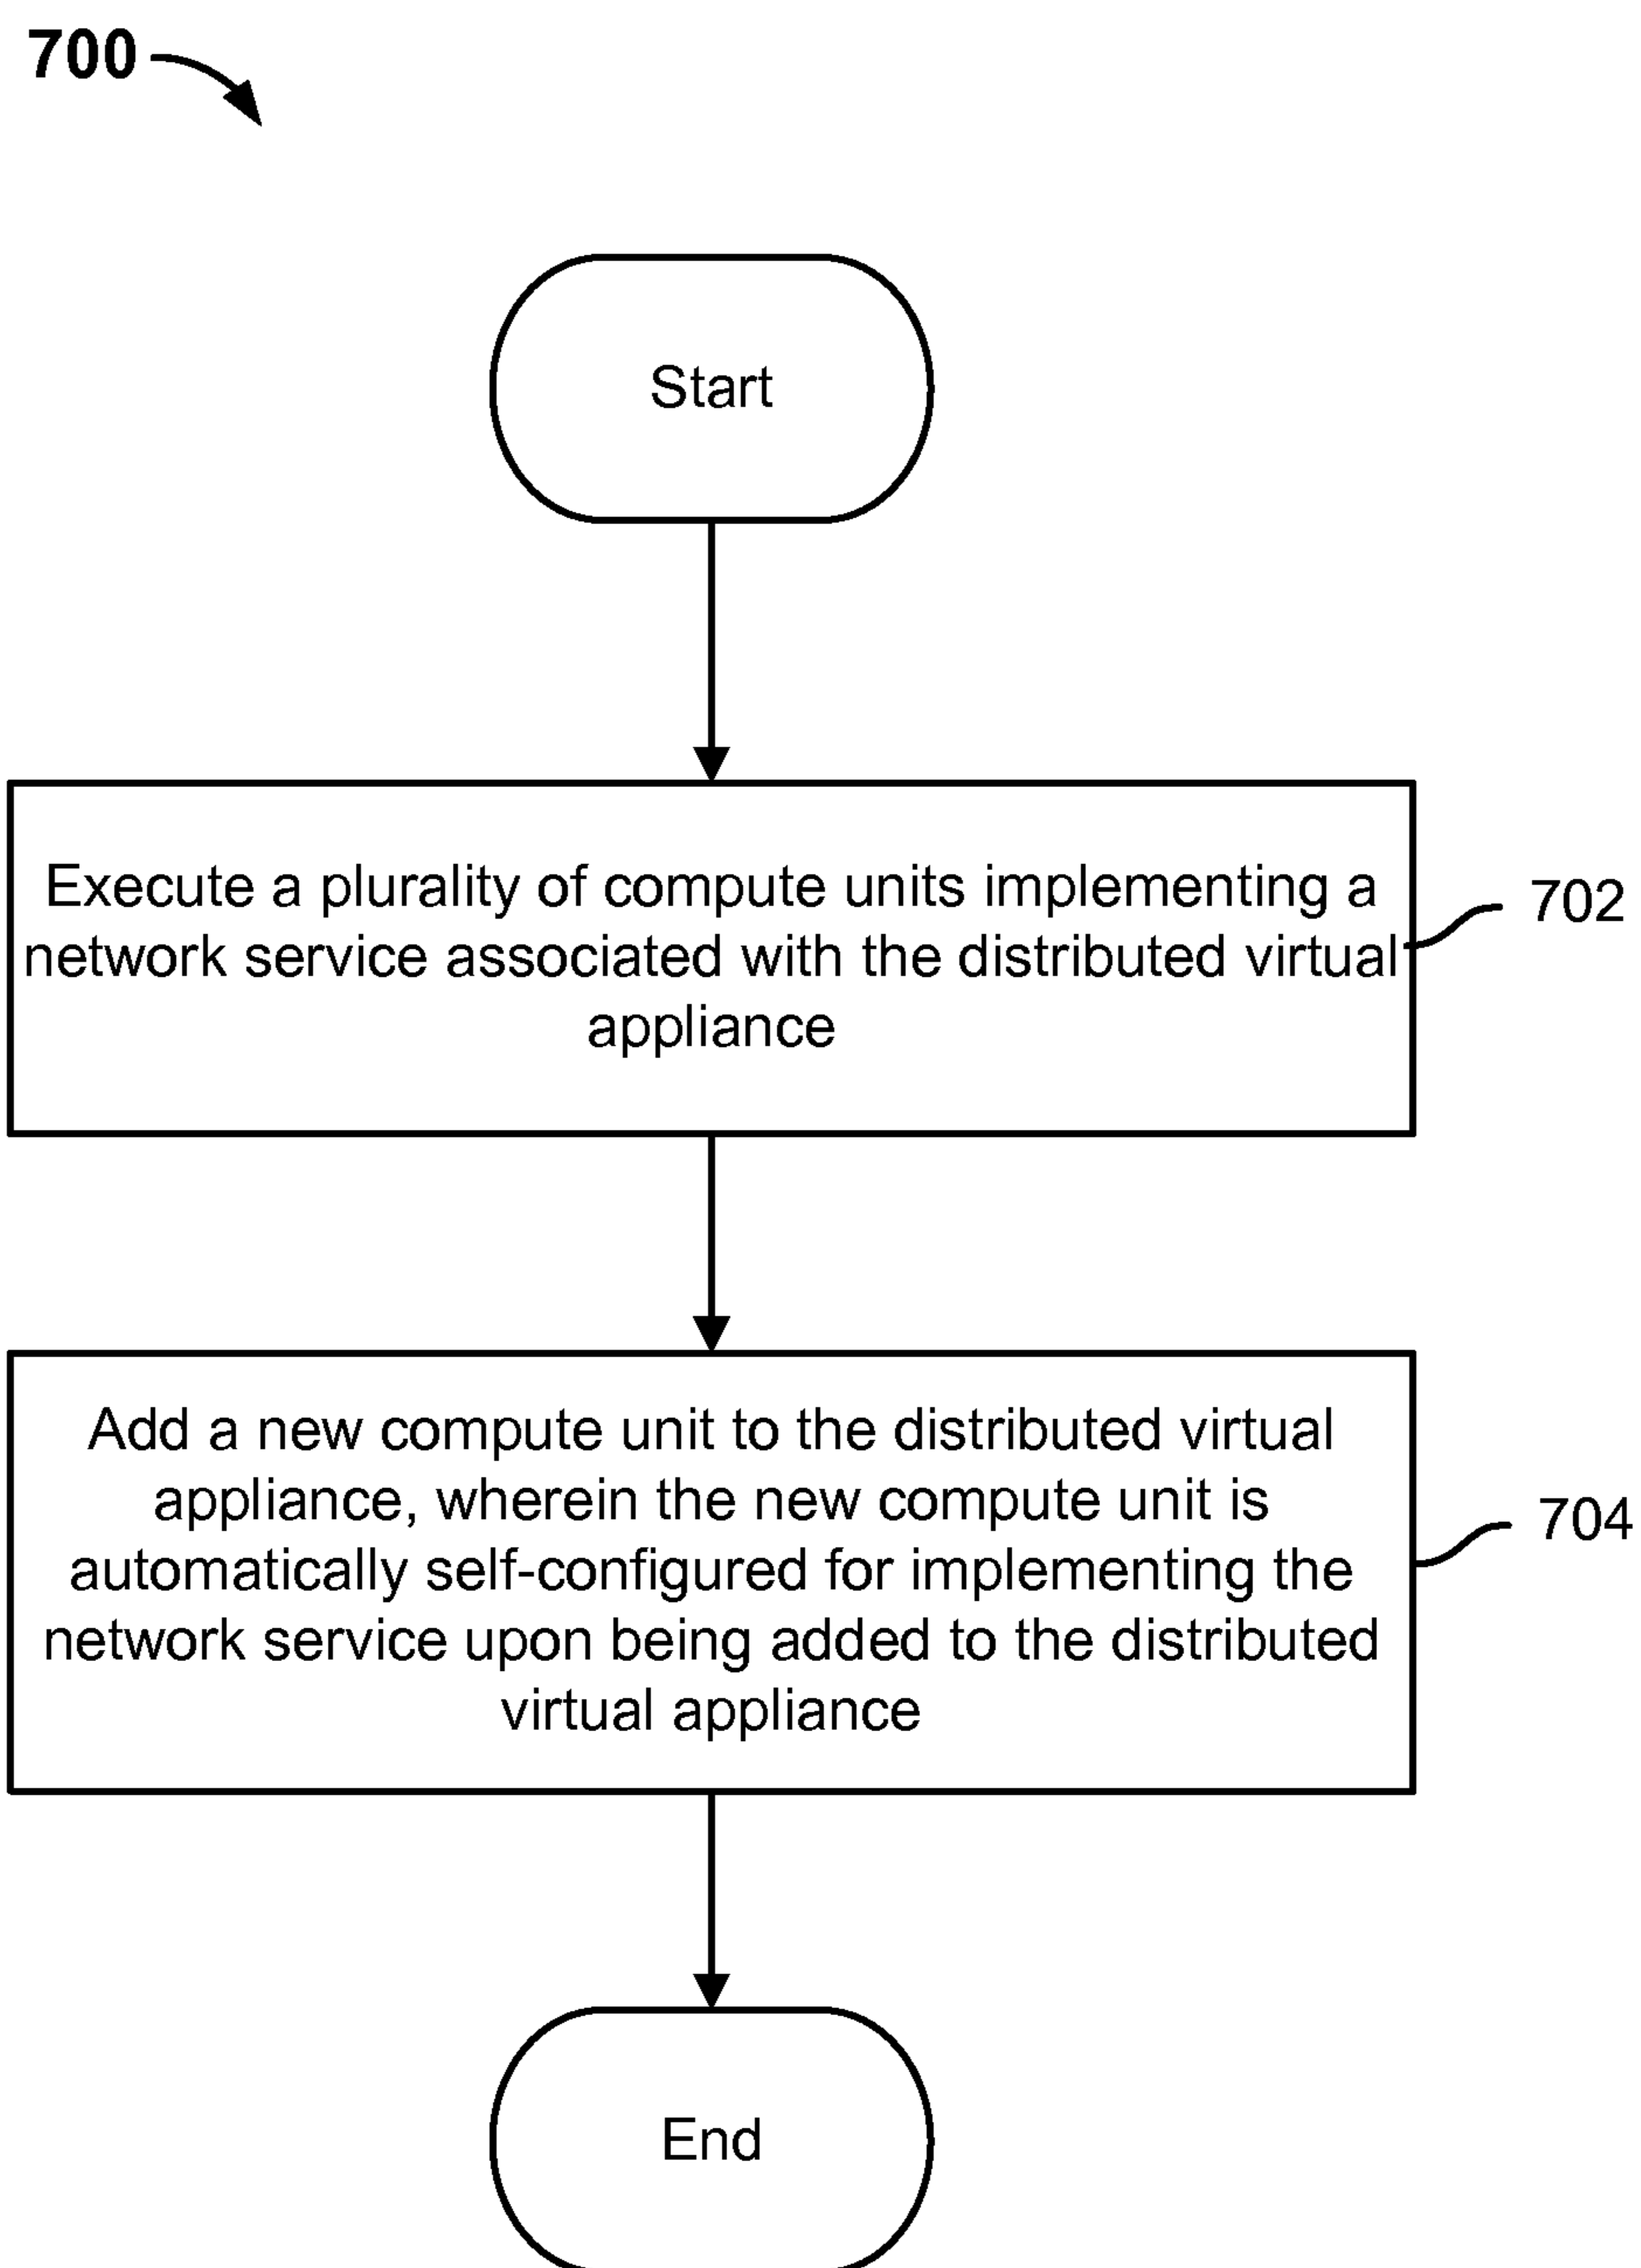 700
Start
Execute a plurality of compute units implementing a
network service associated with the distributed virtual
appliance
702
Add a new compute unit to the distributed virtual
appliance, wherein the new compute unit is
automatically self-configured for implementing the
network service upon being added to the distributed
virtual appliance
704
End